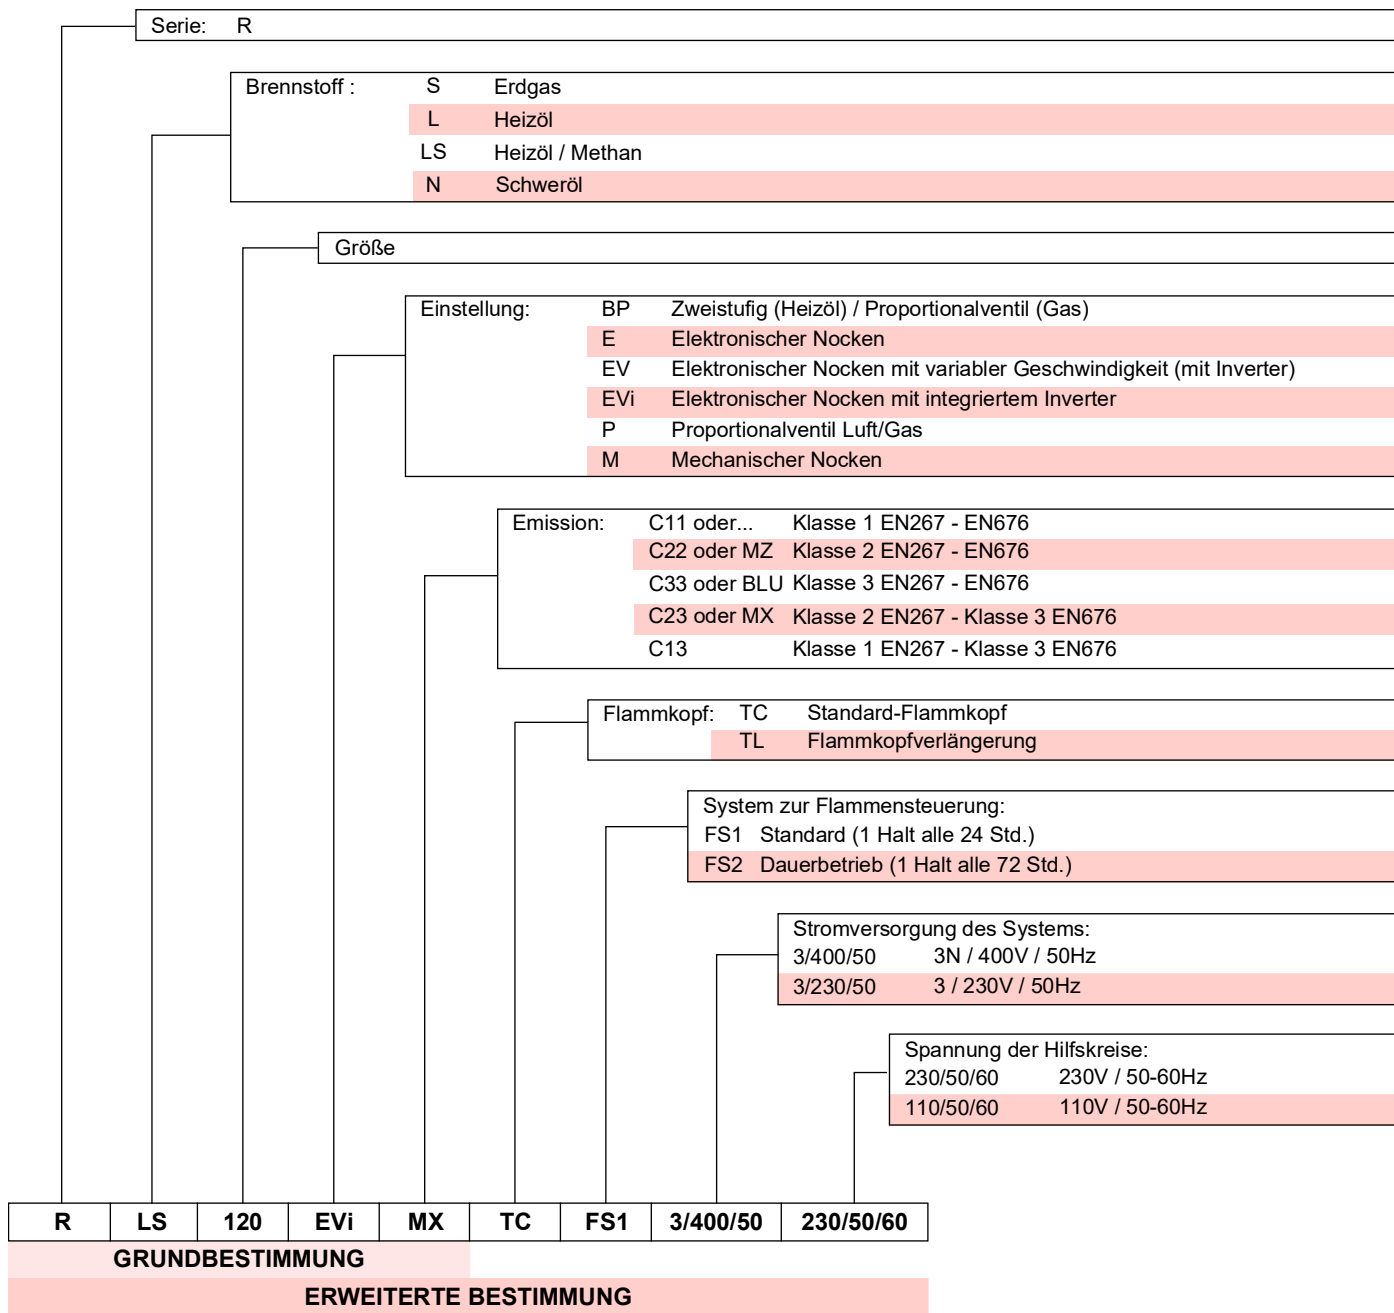 Serie: R
Brennstoff : S Erdgas
L Heizöl
LS Heizöl / Methan
N Schweröl
Größe
Einstellung: BP Zweistufig (Heizöl) / Proportionalventil (Gas)
E Elektronischer Nocken
EV Elektronischer Nocken mit variabler Geschwindigkeit (mit Inverter)
EVi Elektronischer Nocken mit integriertem Inverter
P Proportionalventil Luft/Gas
M Mechanischer Nocken
Emission: C11 oder... Klasse 1 EN267 - EN676
C22 oder MZ Klasse 2 EN267 - EN676
C33 oder BLU Klasse 3 EN267 - EN676
C23 oder MX Klasse 2 EN267 - Klasse 3 EN676
C13 Klasse 1 EN267 - Klasse 3 EN676
Flammkopf: TC Standard-Flammkopf
TL Flammkopfverlängerung
System zur Flammensteuerung:
FS1 Standard (1 Halt alle 24 Std.)
FS2 Dauerbetrieb (1 Halt alle 72 Std.)
Stromversorgung des Systems:
3/400/50 3N / 400V / 50Hz
3/230/50 3 / 230V / 50Hz
Spannung der Hilfskreise:
230/50/60 230V / 50-60Hz
110/50/60 110V / 50-60Hz
R LS 120 EVi MX TC FS1 3/400/50 230/50/60
GRUNDBESTIMMUNG
ERWEITERTE BESTIMMUNG